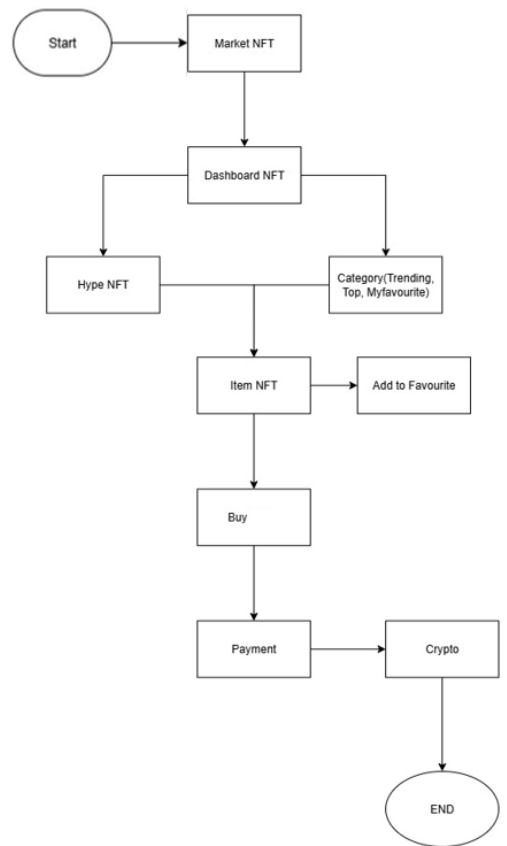 Start
Market NFT
Dashboard NFT
Hype NFT
Category(Trending,
Top, Myfavourite)
Item NFT
Add to Favourite
Buy
Payment
Crypto
END